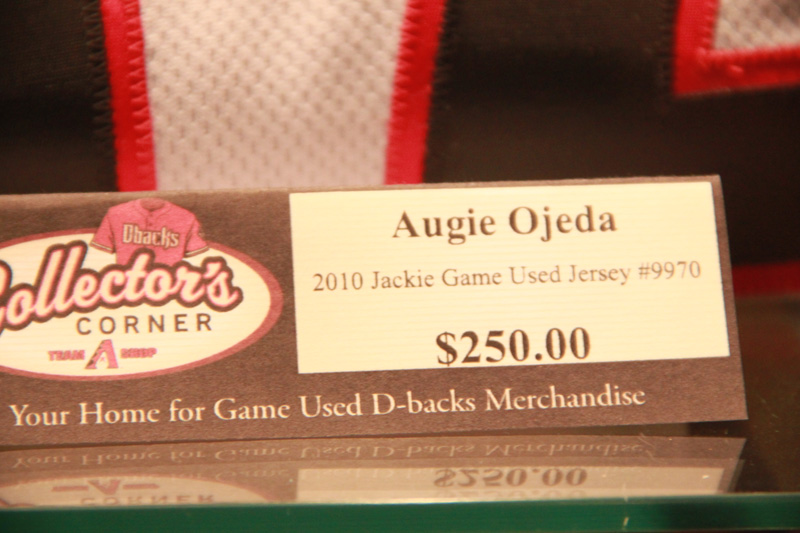 Augie Ojeda
2010 Jackie Game Used Jersey #9970
$250.00
Dbacks
Collector's
CORNER
TEAM A SHOP
Your Home for Game Used D-backs Merchandise